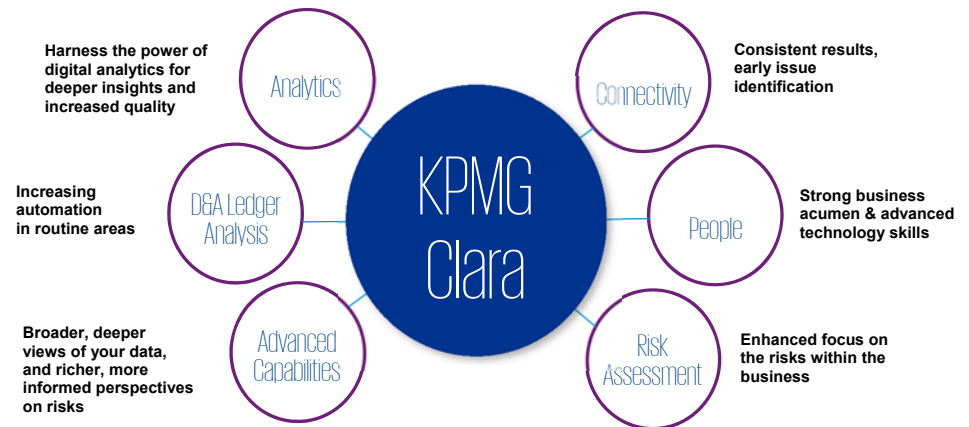 Harness the power of
digital analytics for
deeper insights and
increased quality
Analytics
Connectivity
Consistent results,
early issue
identification
Increasing
automation
in routine areas
D&A Ledger
Analysis
KPMG
Clara
People
Strong business
acumen & advanced
technology skills
Broader, deeper
views of your data,
and richer, more
informed perspectives
on risks
Advanced
Capabilities
Risk
Assessment
Enhanced focus on
the risks within the
business